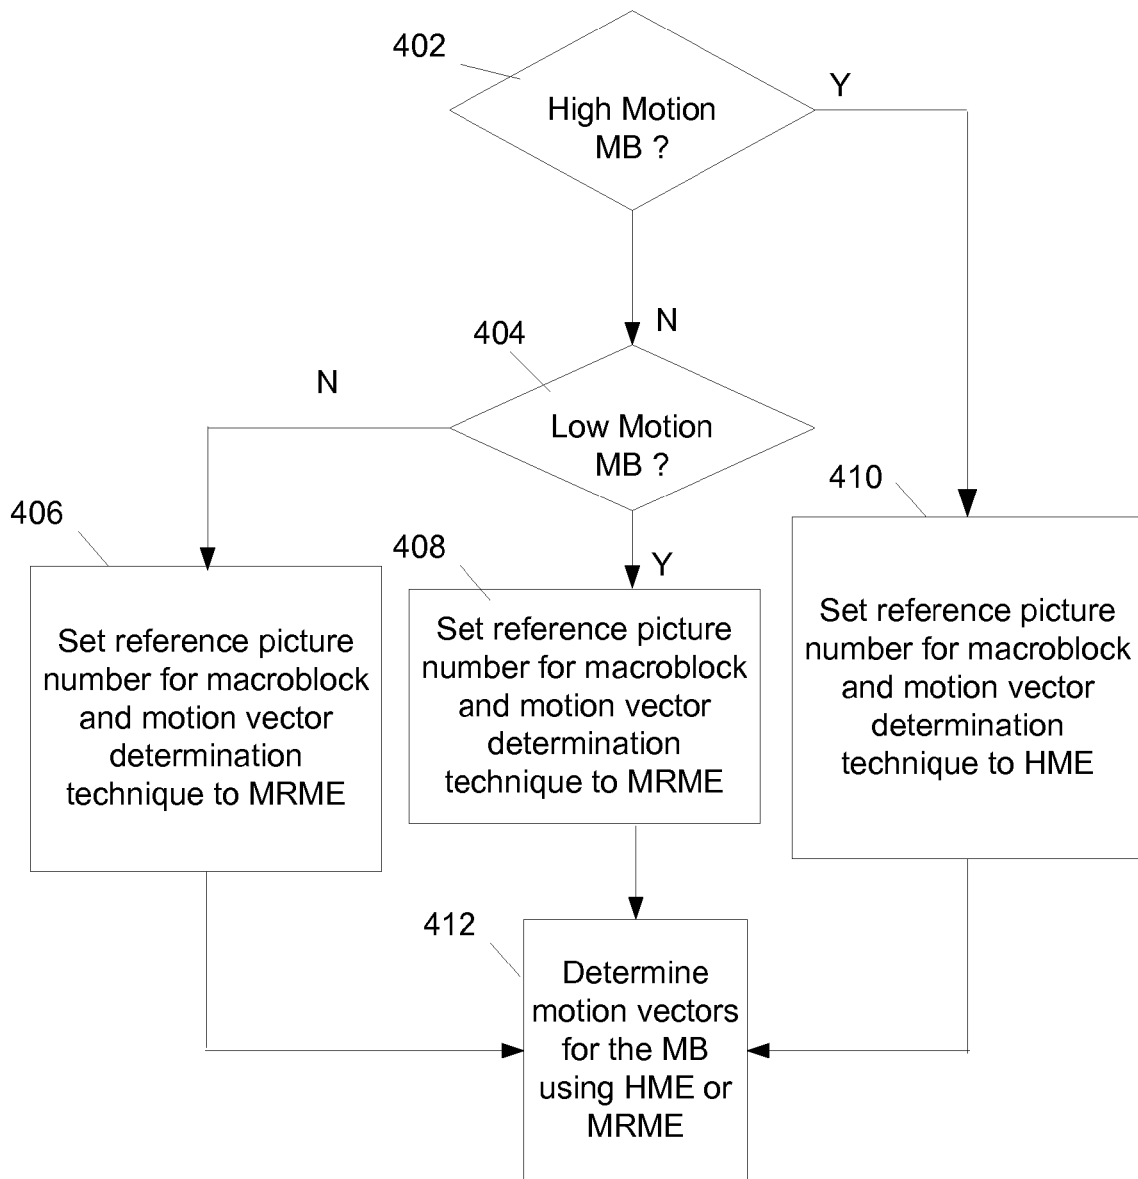 402
High Motion
MB ?
Y
N
404
Low Motion
MB ?
N
Y
406
Set reference picture
number for macroblock
and motion vector
determination
technique to MRME
408
Set reference picture
number for macroblock
and motion vector
determination
technique to MRME
410
Set reference picture
number for macroblock
and motion vector
determination
technique to HME
412
Determine
motion vectors
for the MB
using HME or
MRME